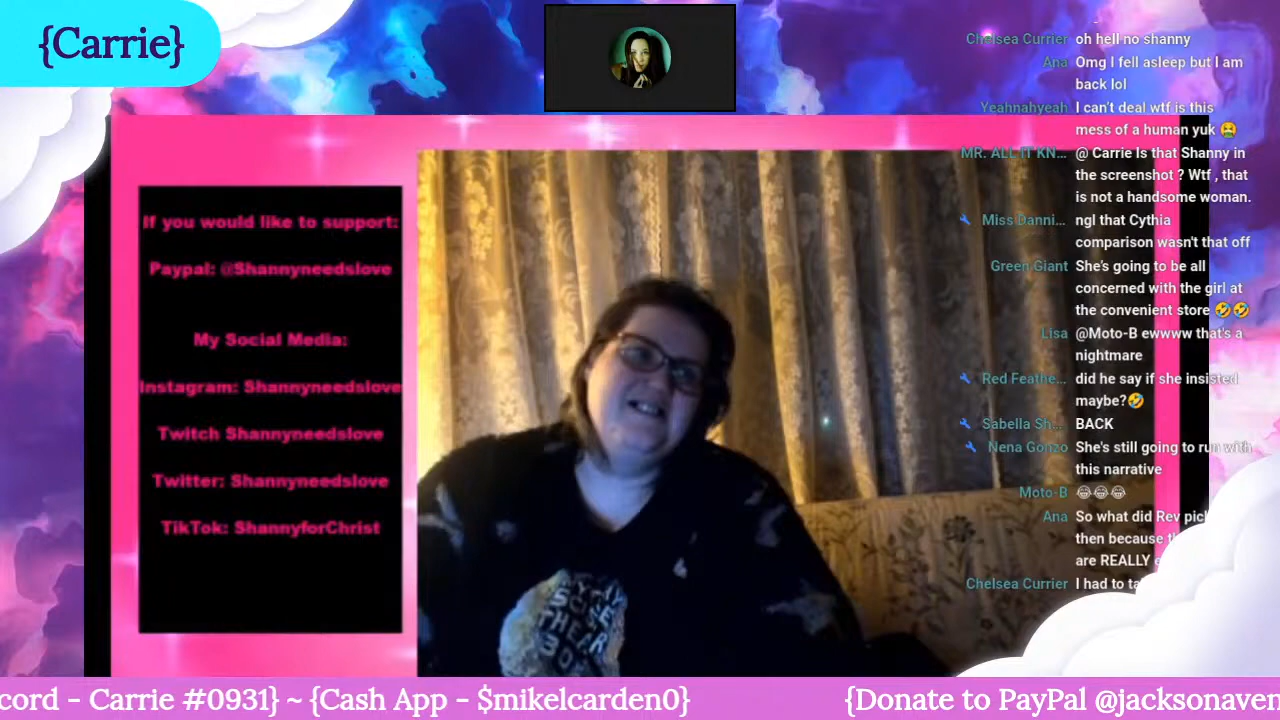 {Carrie}
If you would like to support:
Paypal: @Shannyneedslove
My Social Media:
Instagram: Shannyneedslove
Twitch Shannyneedslove
Twitter: Shannyneedslove
TikTok: ShannyforChrist
Chelsea Currier oh hell no shanny
Ana Omg I fell asleep but I am
back lol
Yeahnahyeah I can't deal wtf is this
mess of a human yuk 🤮
MR. ALL IT KN... @ Carrie Is that Shanny in
the screenshot ? Wtf , that
is not a handsome woman.
Miss Danni... ngl that Cythia
comparison wasn't that off
Green Giant She's going to be all
concerned with the girl at
the convenient store 🤣🤣
Lisa @Moto-B ewwww that's a
nightmare
Red Feathe... did he say if she insisted
maybe?🤣
Sabella Sh... BACK
Nena Gonzo She's still going to run with
this narrative
Moto-B 😂😂😂
Ana So what did Rev
then because
are REALLY
Chelsea Currier I had to
cord - Carrie #0931} ~ {Cash App - $mikelcarden0} {Donate to PayPal @jacksonaven